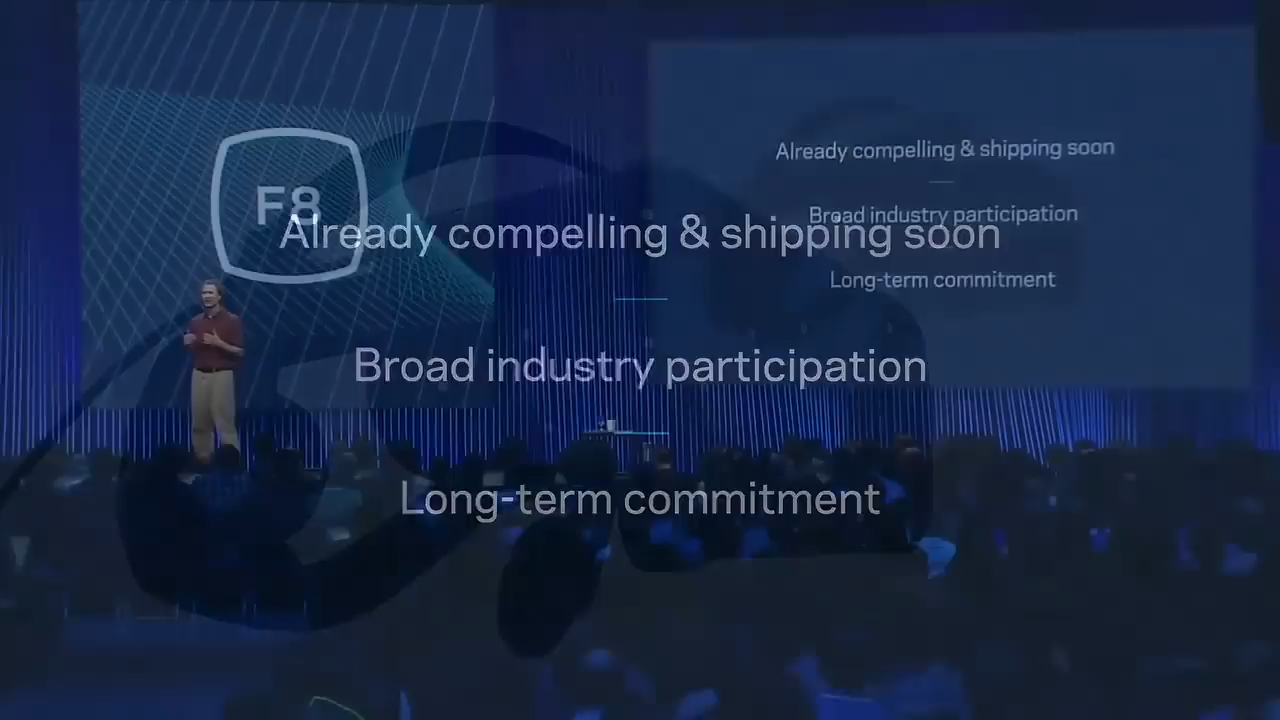 F8
Already compelling & shipping soon
Broad industry participation
Long-term commitment
Already compelling & shipping soon
Broad industry participation
Long-term commitment